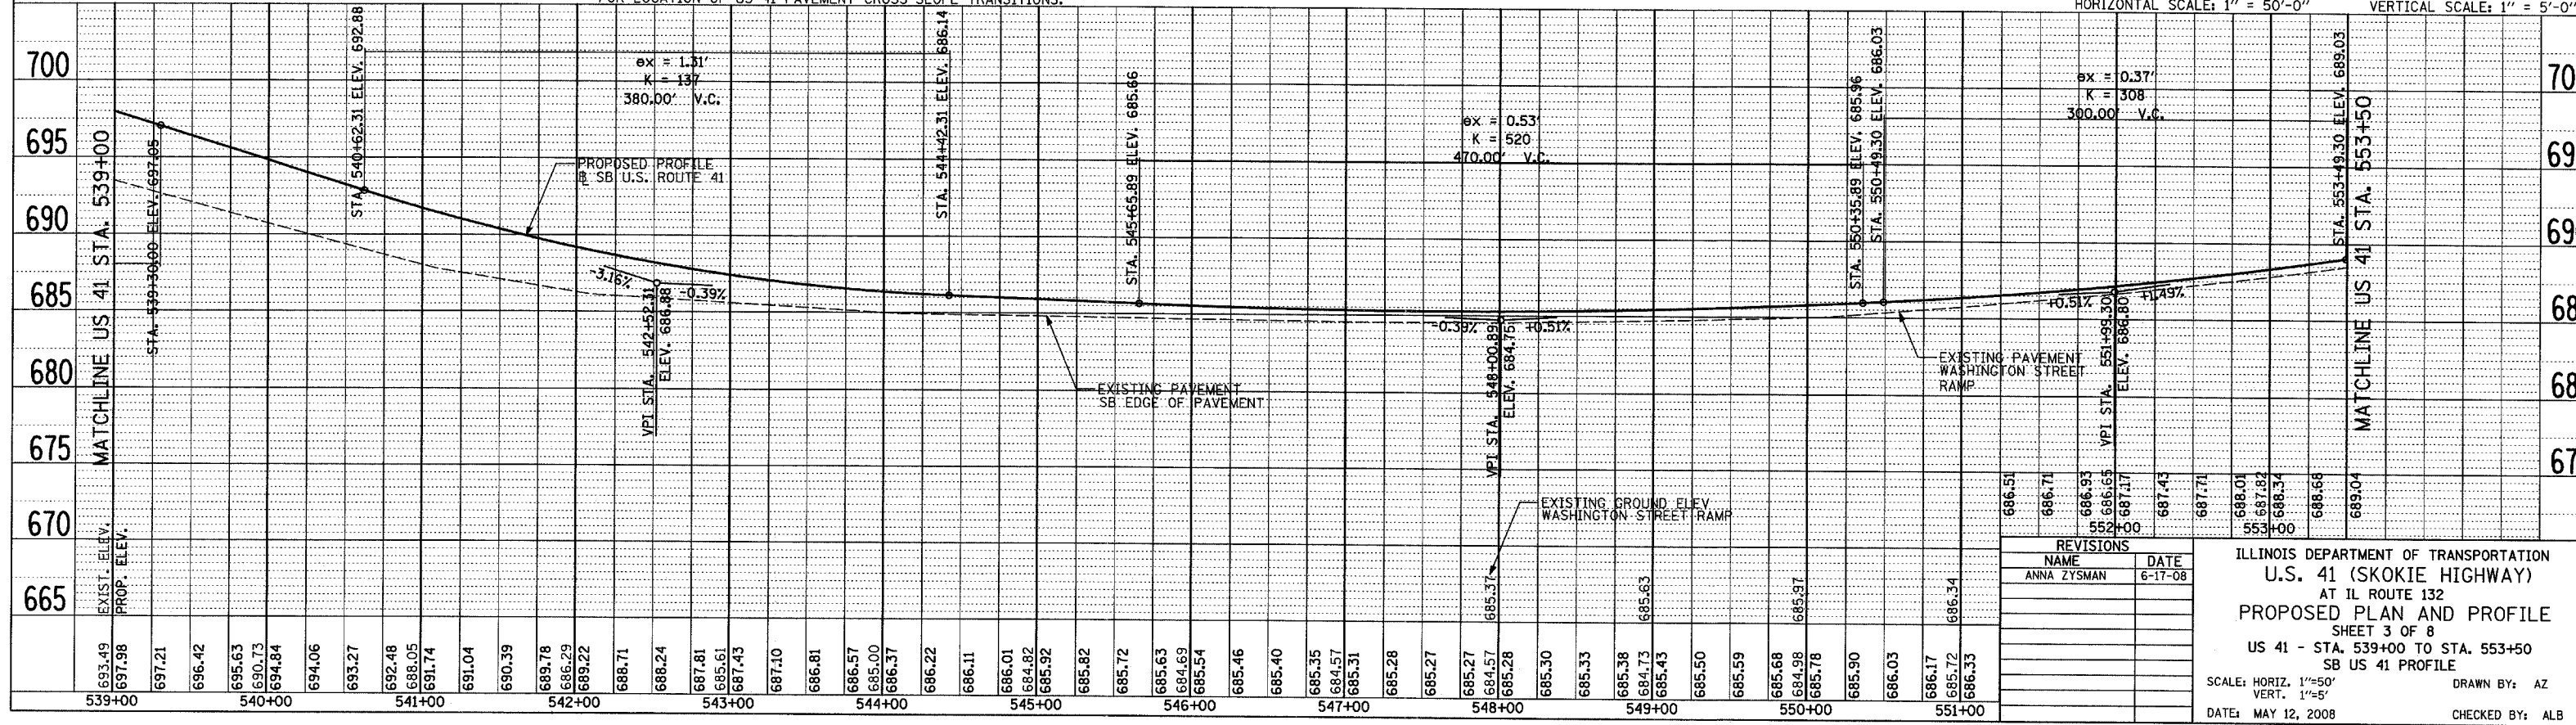 HORIZONTAL SCALE: 1" = 50'-0" VERTICAL SCALE: 1" = 5'-0"
700
695
690
685
680
675
670
665
MATCHLINE US 41 STA. 539+00
STA. 539+30.00 ELEV. 697.05
STA. 540+62.31 ELEV. 692.88
ex = 1.31'
K = 137
380.00' V.C.
STA. 544+42.31 ELEV. 686.14
PROPOSED PROFILE
SB U.S. ROUTE 41
-3.16%
-0.39%
VPI STA. 542+52.31
ELEV. 686.88
STA. 545+65.89 ELEV. 685.66
ex = 0.53'
K = 520
470.00' V.C.
EXISTING PAVEMENT
SB EDGE OF PAVEMENT
-0.39%
+0.51%
VPI STA. 548+00.89
ELEV. 684.75
EXISTING GROUND ELEV
WASHINGTON STREET RAMP
STA. 550+35.89 ELEV. 685.96
STA. 550+49.30 ELEV. 686.03
ex = 0.37'
K = 308
300.00' V.C.
EXISTING PAVEMENT
WASHINGTON STREET
RAMP
+0.51%
+1.49%
VPI STA. 551+99.30
ELEV. 686.80
STA. 553+49.30 ELEV. 689.03
MATCHLINE US 41 STA. 553+50
70
69
69
68
68
67
EXIST. ELEV.
PROP. ELEV.
693.49
697.98
697.21
696.42
695.63
690.73
694.84
694.06
693.27
692.48
688.05
691.74
691.04
690.39
689.78
686.29
689.22
688.71
688.24
687.81
685.61
687.43
687.10
686.81
686.57
685.00
686.37
686.22
686.11
686.01
684.82
685.92
685.82
685.72
685.63
684.69
685.54
685.46
685.40
685.35
684.57
685.31
685.28
685.27
685.27
684.57
685.28
685.37
685.30
685.33
685.38
684.73
685.43
685.63
685.50
685.59
685.68
684.98
685.78
685.97
685.90
686.03
686.17
685.72
686.33
686.34
686.51
686.71
686.93
686.65
687.17
687.43
687.71
688.01
687.82
688.34
688.68
689.04
552+00 553+00
539+00 540+00 541+00 542+00 543+00 544+00 545+00 546+00 547+00 548+00 549+00 550+00 551+00
REVISIONS
NAME DATE
ANNA ZYSMAN 6-17-08
ILLINOIS DEPARTMENT OF TRANSPORTATION
U.S. 41 (SKOKIE HIGHWAY)
AT IL ROUTE 132
PROPOSED PLAN AND PROFILE
SHEET 3 OF 8
US 41 - STA. 539+00 TO STA. 553+50
SB US 41 PROFILE
SCALE: HORIZ. 1"=50'
VERT. 1"=5'
DRAWN BY: AZ
DATE: MAY 12, 2008
CHECKED BY: ALB